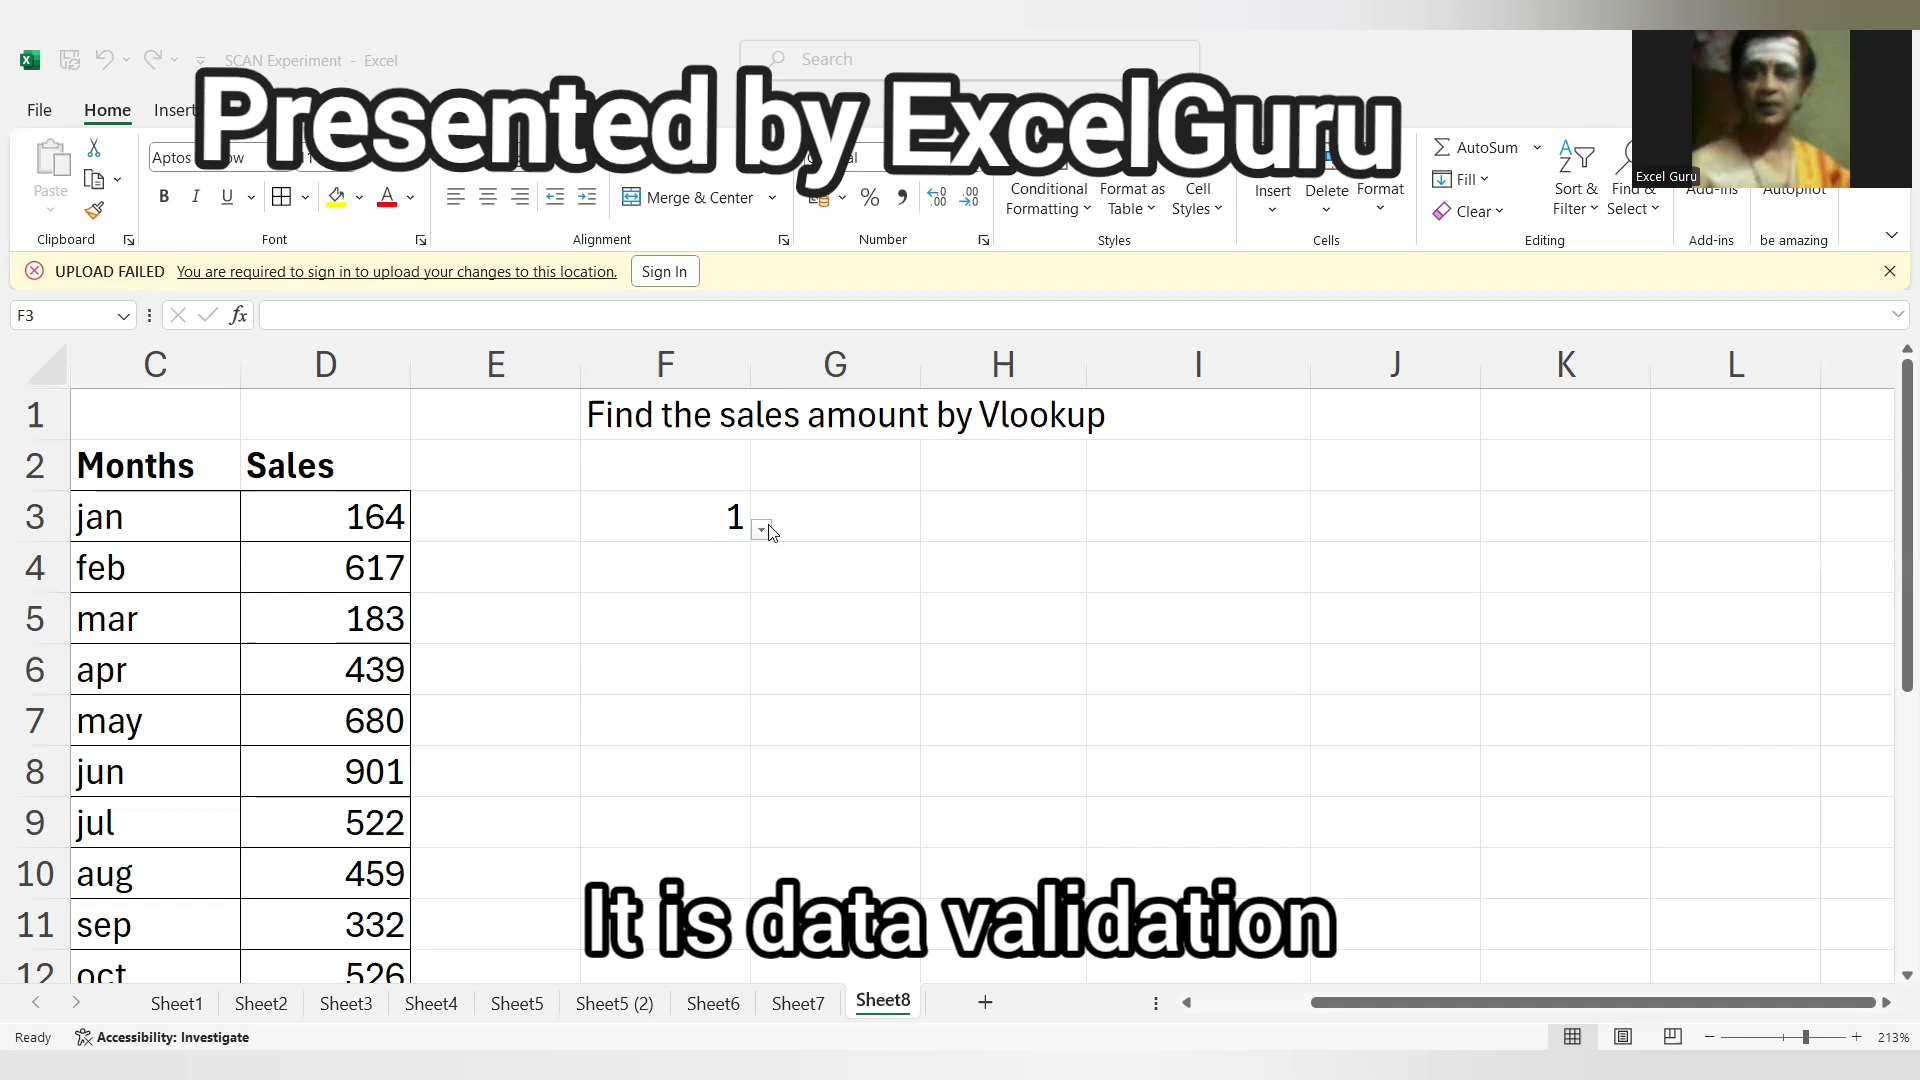 SCAN Experiment - Excel
Search
Presented by ExcelGuru
File Home Insert
Paste
Aptos
B I U
Merge & Center
%
Conditional Formatting
Format as Table
Cell Styles
Insert
Delete
Format
AutoSum
Fill
Clear
Sort & Filter
Find & Select
Add-ins
Autopilot
Excel Guru
Clipboard
Font
Alignment
Number
Styles
Cells
Editing
Add-ins
be amazing
UPLOAD FAILED You are required to sign in to upload your changes to this location. Sign In
F3 fx
C D E F G H I J K L
1 Find the sales amount by Vlookup
2 Months Sales
3 jan 164 1
4 feb 617
5 mar 183
6 apr 439
7 may 680
8 jun 901
9 jul 522
10 aug 459
11 sep 332
12 oct 526
It is data validation
Sheet1 Sheet2 Sheet3 Sheet4 Sheet5 Sheet5 (2) Sheet6 Sheet7 Sheet8 +
Ready Accessibility: Investigate 213%